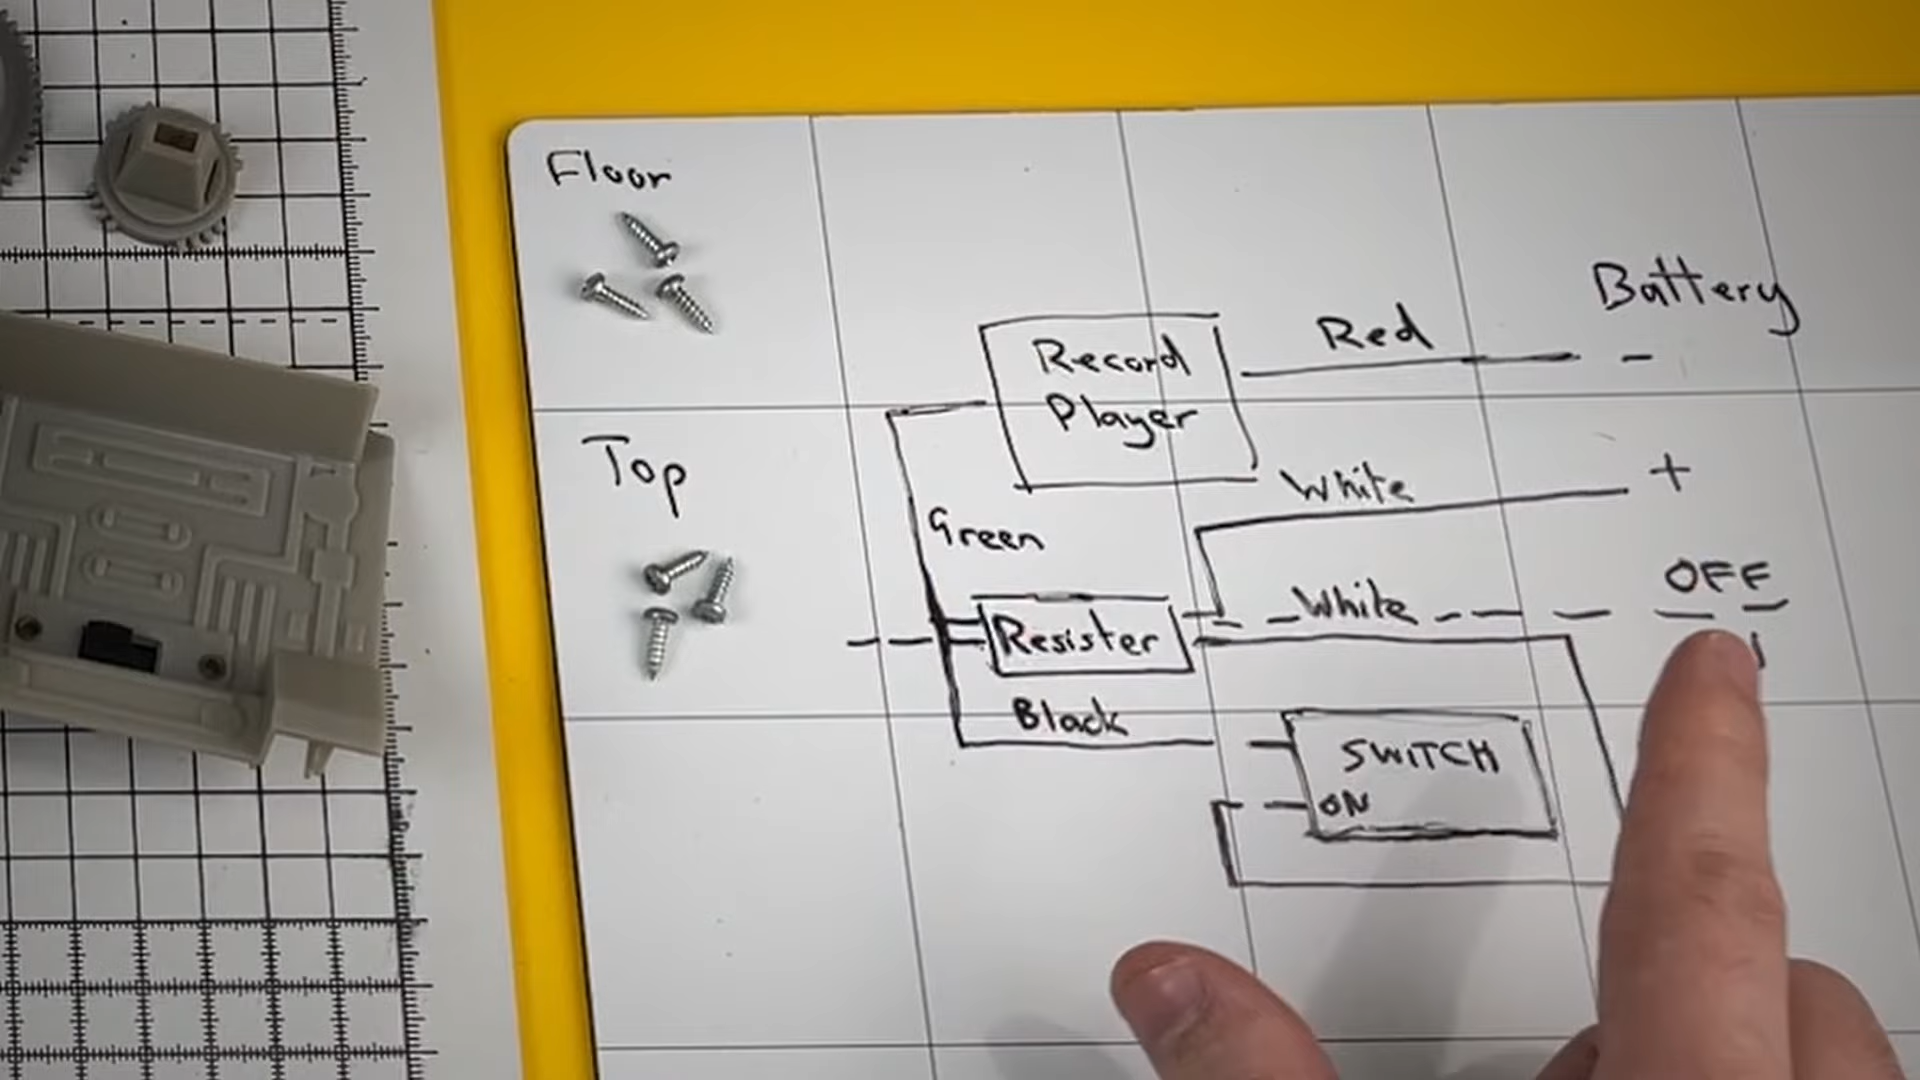 Floor
Battery
Red
-
Record
Player
Top
White
+
Green
OFF
White
Resister
Black
SWITCH
ON